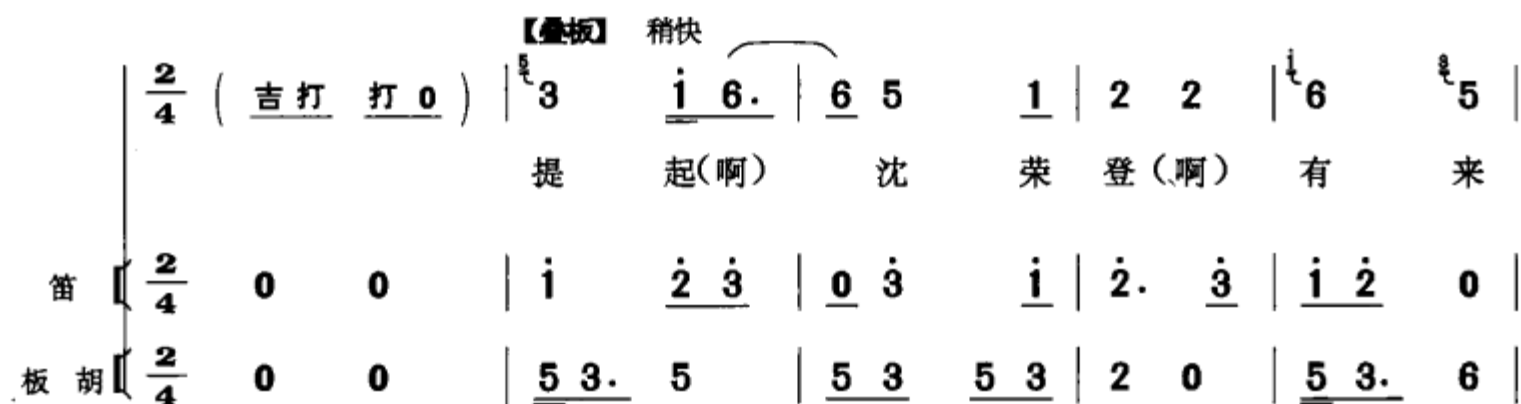 【叠板】 稍快
2/4 ( 吉打 打0 ) | 5 3 i 6. | 6 5 1 | 2 2 | i 6 3 5 |
提 起(啊) 沈 荣 登(啊) 有 来
笛 2/4 0 0 | i 2 3 | 0 3 i | 2. 3 | i 2 0 |
板胡 2/4 0 0 | 5 3. 5 | 5 3 5 3 | 2 0 | 5 3. 6 |